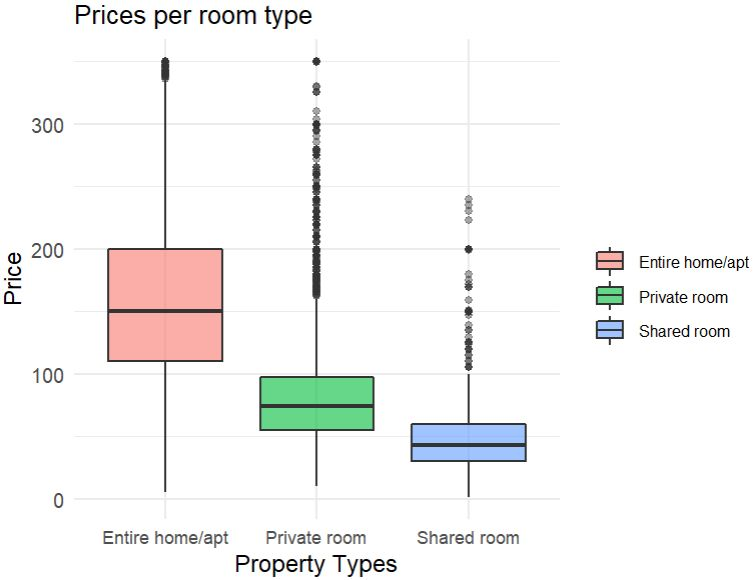 Prices per room type
Price
300
200
100
0
Entire home/apt Private room Shared room
Property Types
Entire home/apt
Private room
Shared room